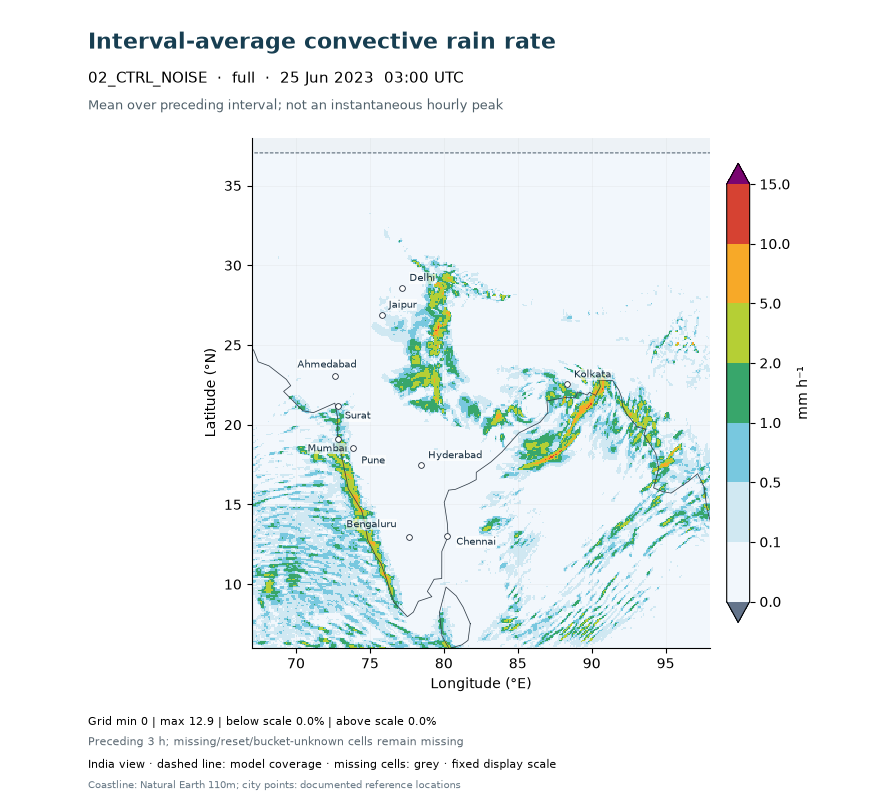 Interval-average convective rain rate
02_CTRL_NOISE · full · 25 Jun 2023 03:00 UTC
Mean over preceding interval; not an instantaneous hourly peak
35
30
25
20
15
10
Latitude (°N)
70
75
80
85
90
95
Longitude (°E)
Delhi
Jaipur
Ahmedabad
Kolkata
Surat
Mumbai
Pune
Hyderabad
Bengaluru
Chennai
15.0
10.0
5.0
2.0
1.0
0.5
0.1
0.0
mm h⁻¹
Grid min 0 | max 12.9 | below scale 0.0% | above scale 0.0%
Preceding 3 h; missing/reset/bucket-unknown cells remain missing
India view · dashed line: model coverage · missing cells: grey · fixed display scale
Coastline: Natural Earth 110m; city points: documented reference locations